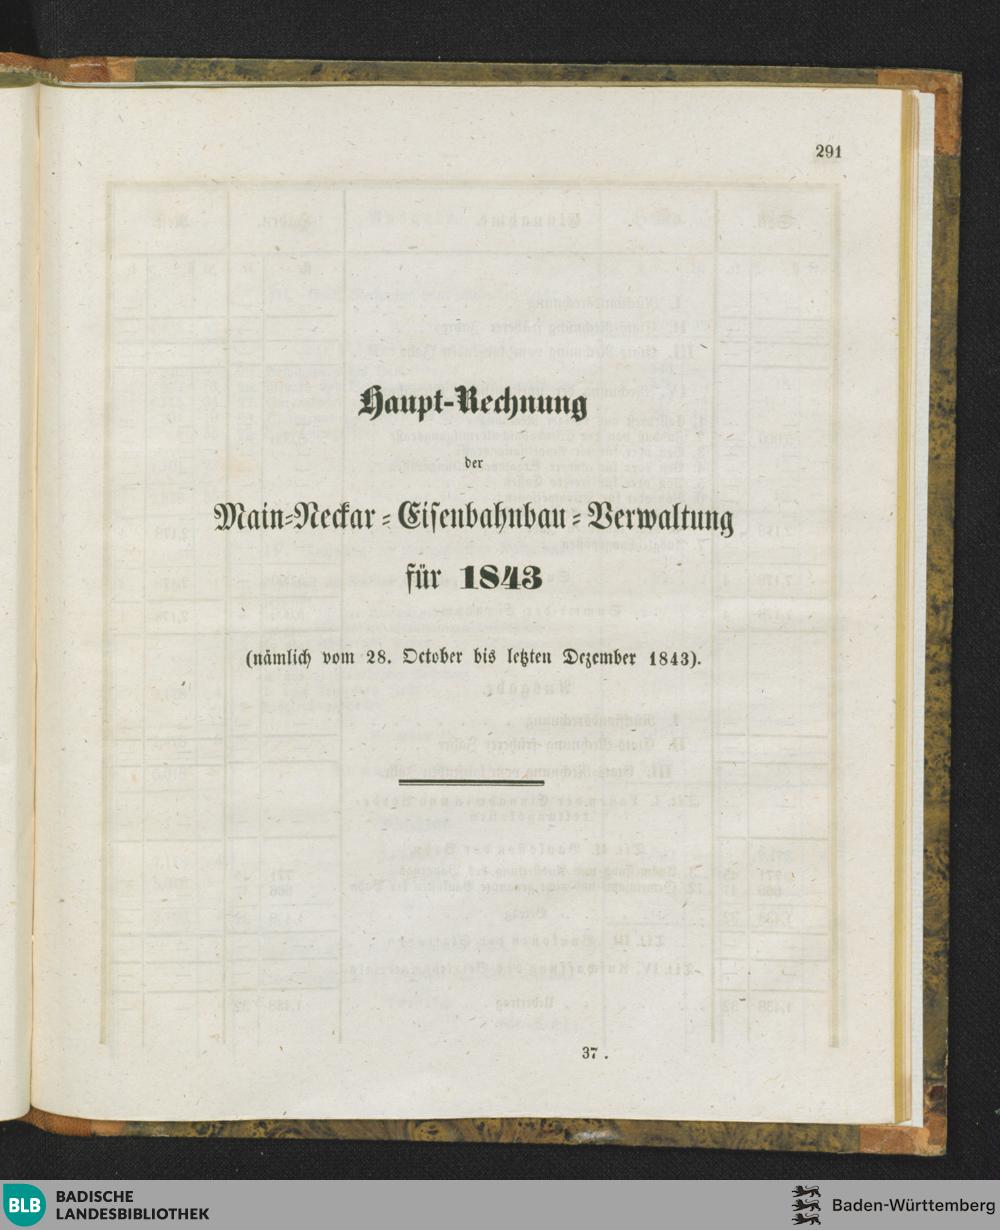 291
Haupt-Rechnung
der
Main-Neckar-Eisenbahnbau-Verwaltung
für 1843
(nämlich vom 28. October bis letzten Dezember 1843).
37.
BLB BADISCHE
LANDESBIBLIOTHEK
Baden-Württemberg